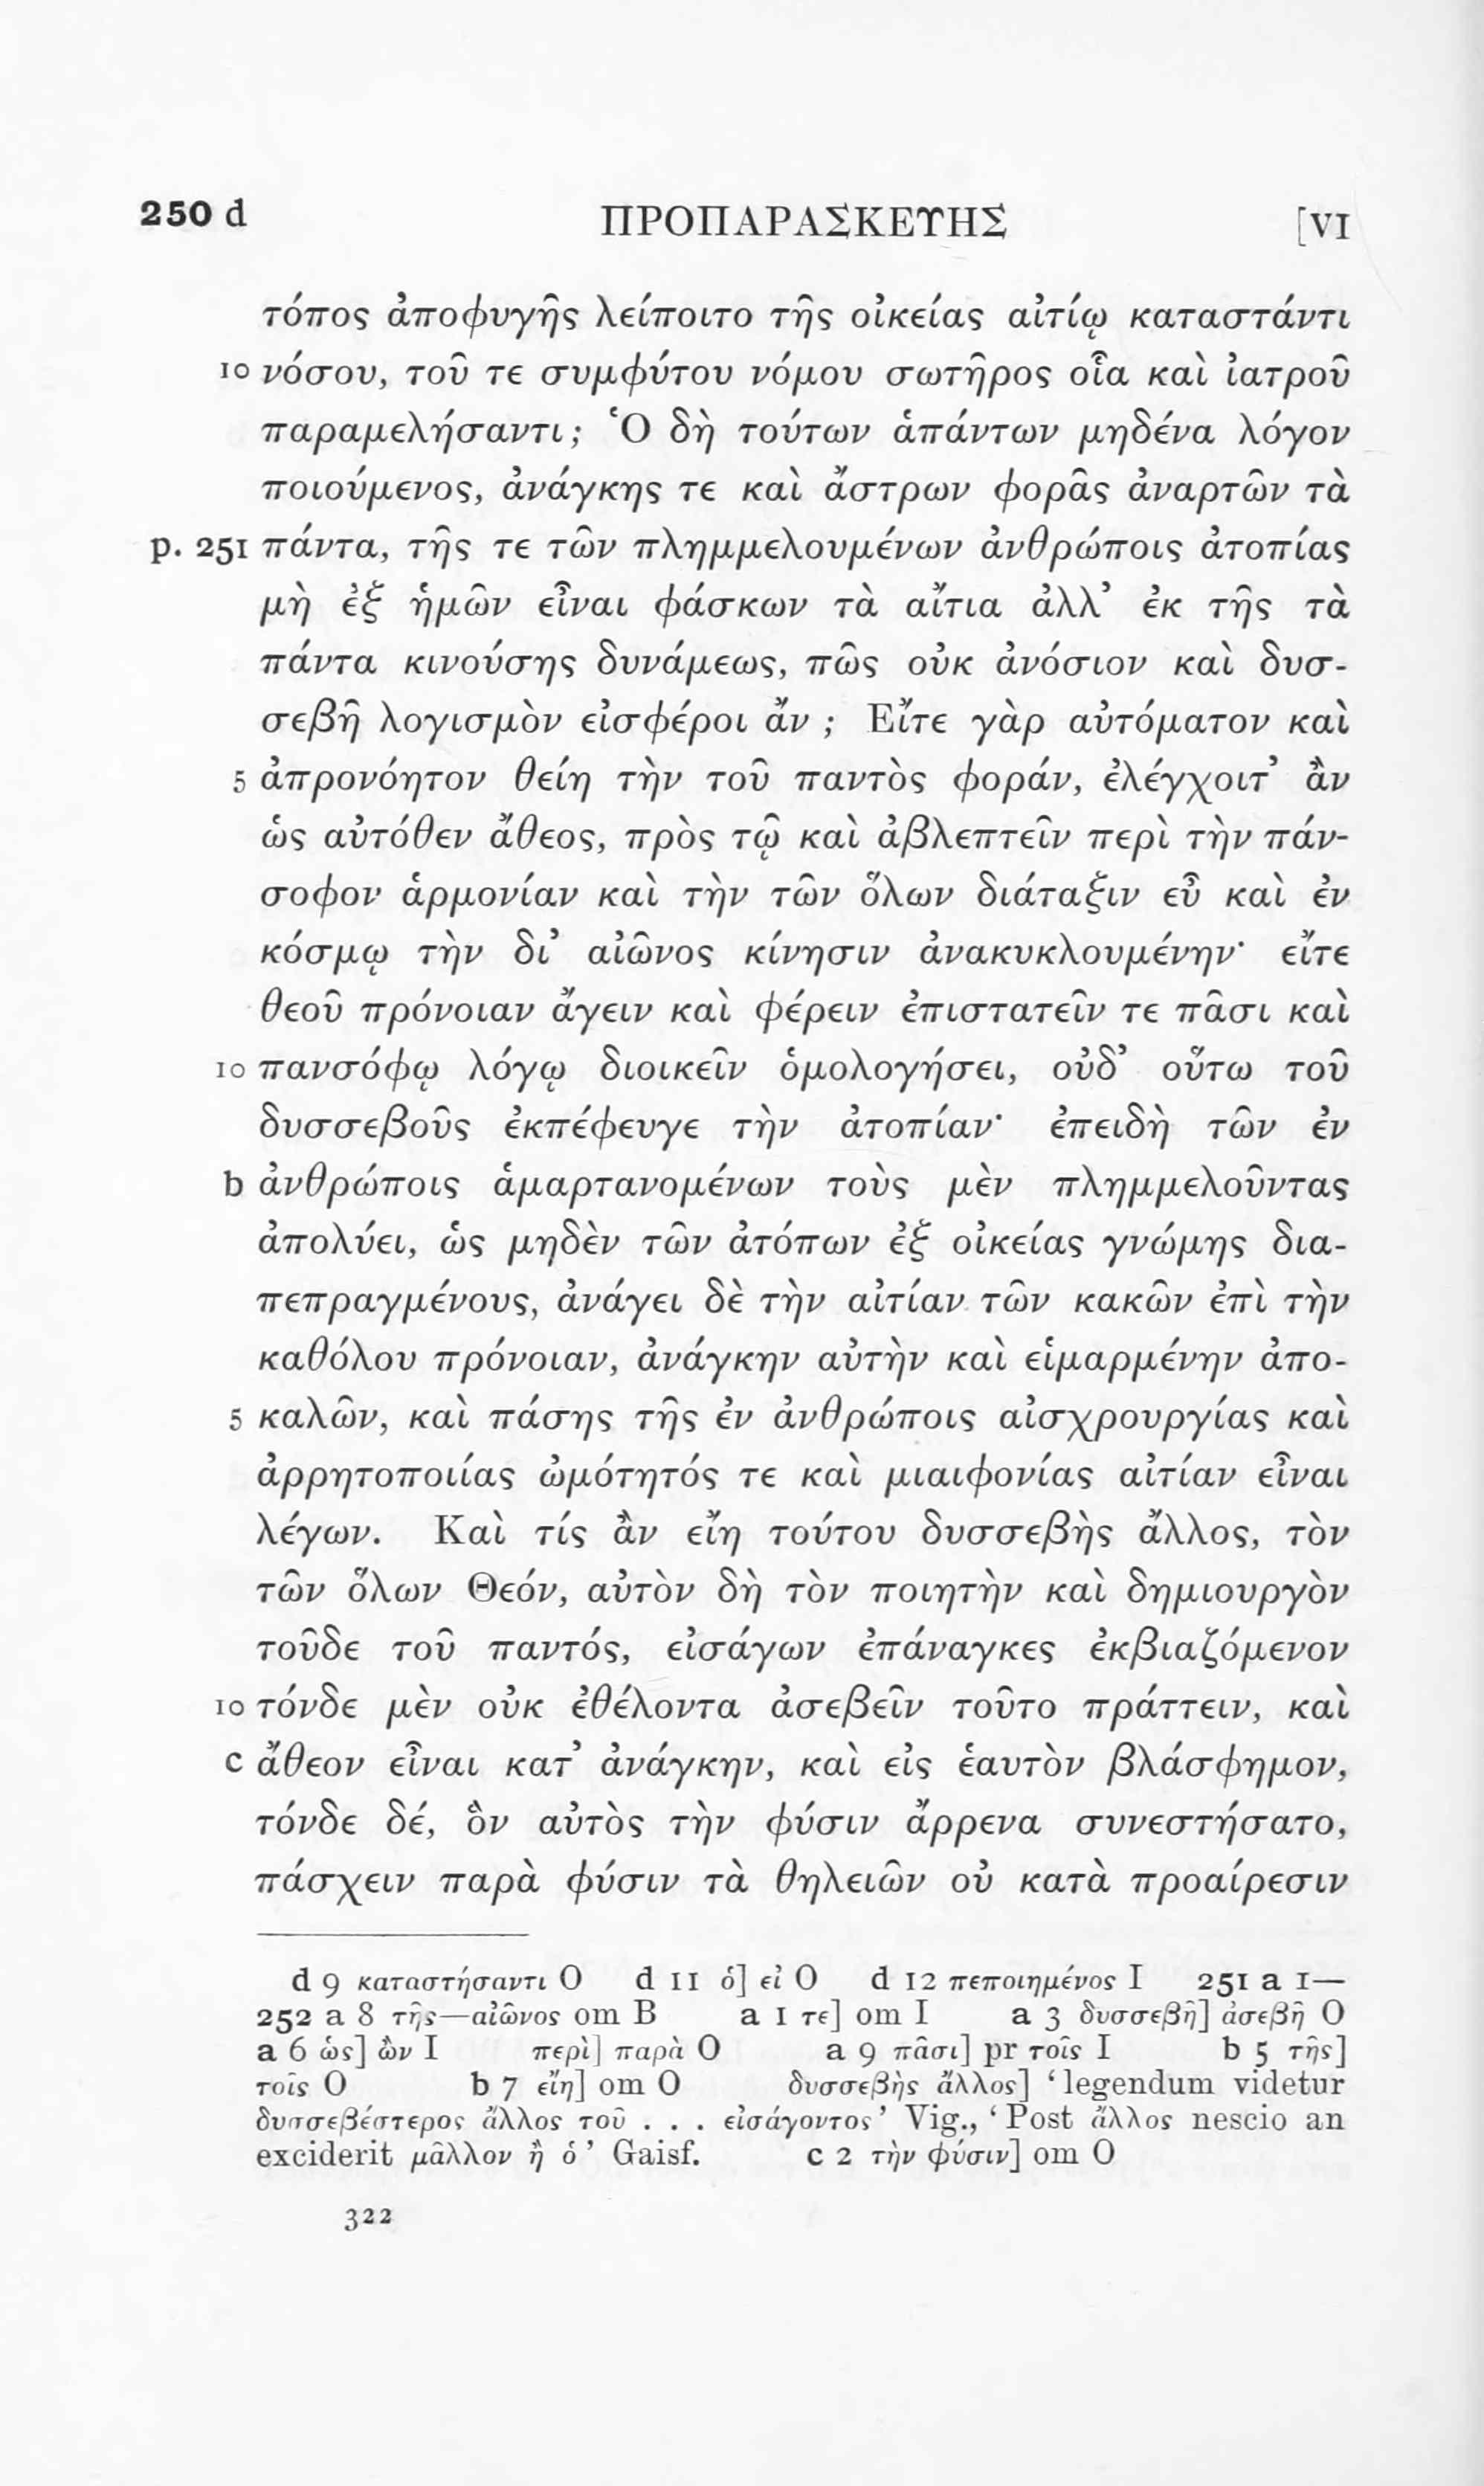 250 d ΠΡΟΠΑΡΑΣΚΕΥΗΣ [VI
τόπος ἀποφυγῆς λείποιτο τῆς οἰκείας αἰτίῳ καταστάντι
10 νόσου, τοῦ τε συμφύτου νόμου σωτῆρος οἷα καὶ ἰατροῦ
παραμελήσαντι; Ὁ δὴ τούτων ἁπάντων μηδένα λόγον
ποιούμενος, ἀνάγκης τε καὶ ἄστρων φορᾶς ἀναρτῶν τὰ
p. 251 πάντα, τῆς τε τῶν πλημμελουμένων ἀνθρώποις ἀτοπίας
μὴ ἐξ ἡμῶν εἶναι φάσκων τὰ αἴτια ἀλλ’ ἐκ τῆς τὰ
πάντα κινούσης δυνάμεως, πῶς οὐκ ἀνόσιον καὶ δυσ-
σεβῆ λογισμὸν εἰσφέροι ἄν ; Εἴτε γὰρ αὐτόματον καὶ
5 ἀπρονόητον θείη τὴν τοῦ παντὸς φοράν, ἐλέγχοιτ’ ἂν
ὡς αὐτόθεν ἄθεος, πρὸς τῷ καὶ ἀβλεπτεῖν περὶ τὴν πάν-
σοφον ἁρμονίαν καὶ τὴν τῶν ὅλων διάταξιν εὖ καὶ ἐν
κόσμῳ τὴν δι’ αἰῶνος κίνησιν ἀνακυκλουμένην· εἴτε
θεοῦ πρόνοιαν ἄγειν καὶ φέρειν ἐπιστατεῖν τε πᾶσι καὶ
10 πανσόφῳ λόγῳ διοικεῖν ὁμολογήσει, οὐδ’ οὕτω τοῦ
δυσσεβοῦς ἐκπέφευγε τὴν ἀτοπίαν· ἐπειδὴ τῶν ἐν
b ἀνθρώποις ἁμαρτανομένων τοὺς μὲν πλημμελοῦντας
ἀπολύει, ὡς μηδὲν τῶν ἀτόπων ἐξ οἰκείας γνώμης δια-
πεπραγμένους, ἀνάγει δὲ τὴν αἰτίαν τῶν κακῶν ἐπὶ τὴν
καθόλου πρόνοιαν, ἀνάγκην αὐτὴν καὶ εἱμαρμένην ἀπο-
5 καλῶν, καὶ πάσης τῆς ἐν ἀνθρώποις αἰσχρουργίας καὶ
ἀρρητοποιίας ὠμότητός τε καὶ μιαιφονίας αἰτίαν εἶναι
λέγων. Καὶ τίς ἂν εἴη τούτου δυσσεβὴς ἄλλος, τὸν
τῶν ὅλων Θεόν, αὐτὸν δὴ τὸν ποιητὴν καὶ δημιουργὸν
τοῦδε τοῦ παντός, εἰσάγων ἐπάναγκες ἐκβιαζόμενον
10 τόνδε μὲν οὐκ ἐθέλοντα ἀσεβεῖν τοῦτο πράττειν, καὶ
c ἄθεον εἶναι κατ’ ἀνάγκην, καὶ εἰς ἑαυτὸν βλάσφημον,
τόνδε δέ, ὃν αὐτὸς τὴν φύσιν ἄρρενα συνεστήσατο,
πάσχειν παρὰ φύσιν τὰ θηλειῶν οὐ κατὰ προαίρεσιν
d 9 καταστήσαντι O d 11 ὁ] εἰ O d 12 πεποιημένος I 251 a 1—
252 a 8 τῆς—αἰῶνος om B a 1 τε] om I a 3 δυσσεβῆ] ἀσεβῆ O
a 6 ὡς] ὢν I περὶ] παρὰ O a 9 πᾶσι] pr τοῖς I b 5 τῆς]
τοῖς O b 7 εἴη] om O δυσσεβὴς ἄλλος] ‘legendum videtur
δυσσεβέστερος ἄλλος τοῦ . . . εἰσάγοντος’ Vig., ‘Post ἄλλος nescio an
exciderit μᾶλλον ἢ ὁ’ Gaisf. c 2 τὴν φύσιν] om O
322